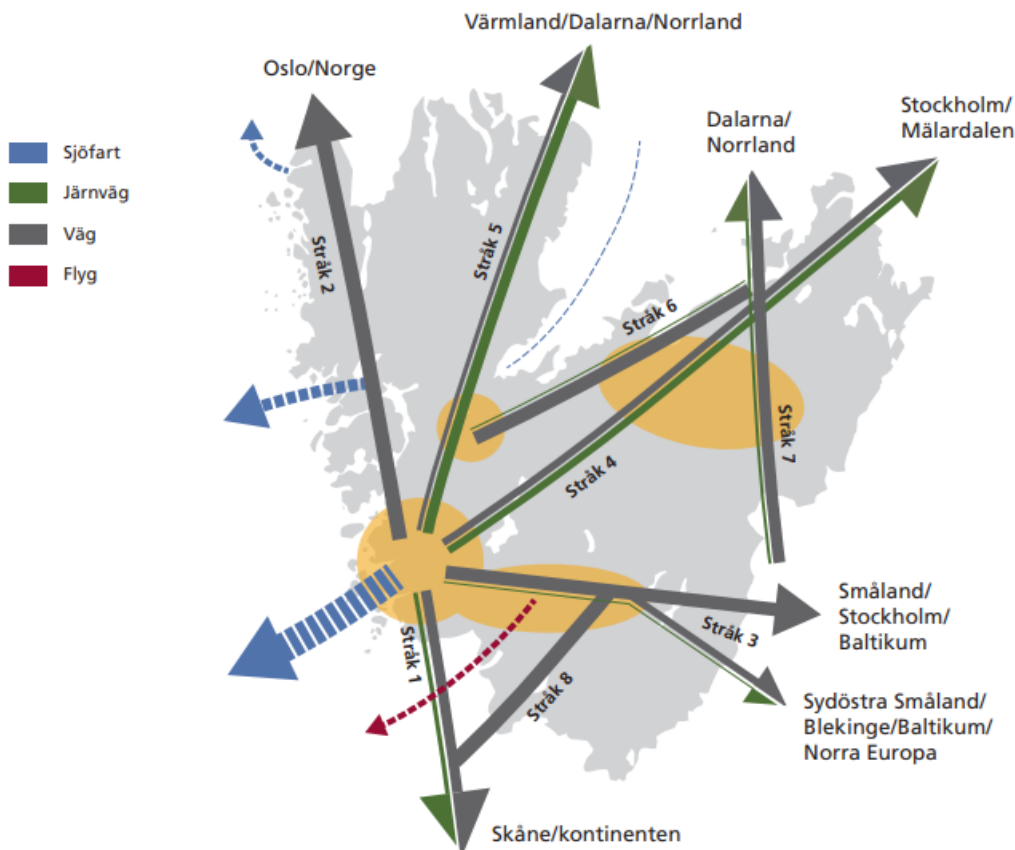 Värmland/Dalarna/Norrland
Oslo/Norge
Dalarna/
Norrland
Stockholm/
Mälardalen
Sjöfart
Järnväg
Väg
Flyg
Stråk 2
Stråk 5
Stråk 6
Stråk 4
Stråk 7
Småland/
Stockholm/
Baltikum
Stråk 3
Stråk 1
Stråk 8
Sydöstra Småland/
Blekinge/Baltikum/
Norra Europa
Skåne/kontinenten